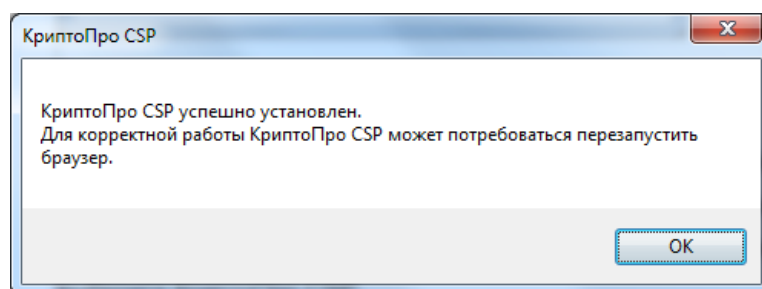 КриптоПро CSP
КриптоПро CSP успешно установлен.
Для корректной работы КриптоПро CSP может потребоваться перезапустить
браузер.
OK